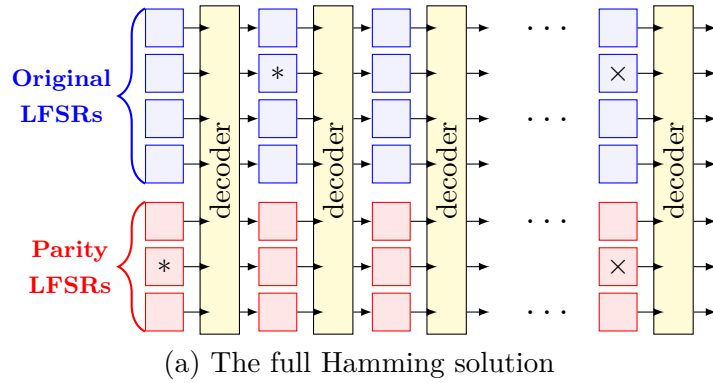 Original
LFSRs
decoder
decoder
decoder
decoder
*
×
. . .
. . .
. . .
. . .
Parity
LFSRs
*
×
. . .
. . .
. . .
(a) The full Hamming solution